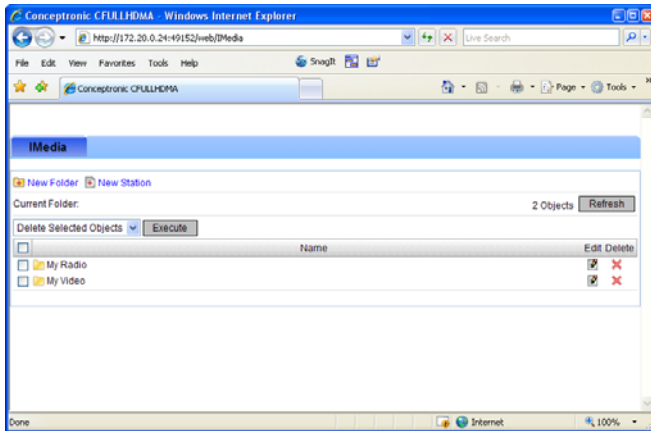 Conceptronic CFULLHDMA - Windows Internet Explorer
http://172.20.0.24:49152/web/IMedia
Live Search
File Edit View Favorites Tools Help
SnagIt
Conceptronic CFULLHDMA
Page Tools
IMedia
New Folder New Station
Current Folder:
2 Objects Refresh
Delete Selected Objects Execute
Name Edit Delete
My Radio
My Video
Done Internet 100%